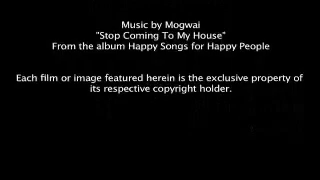 Music by Mogwai
"Stop Coming To My House"
From the album Happy Songs for Happy People
Each film or image featured herein is the exclusive property of
its respective copyright holder.